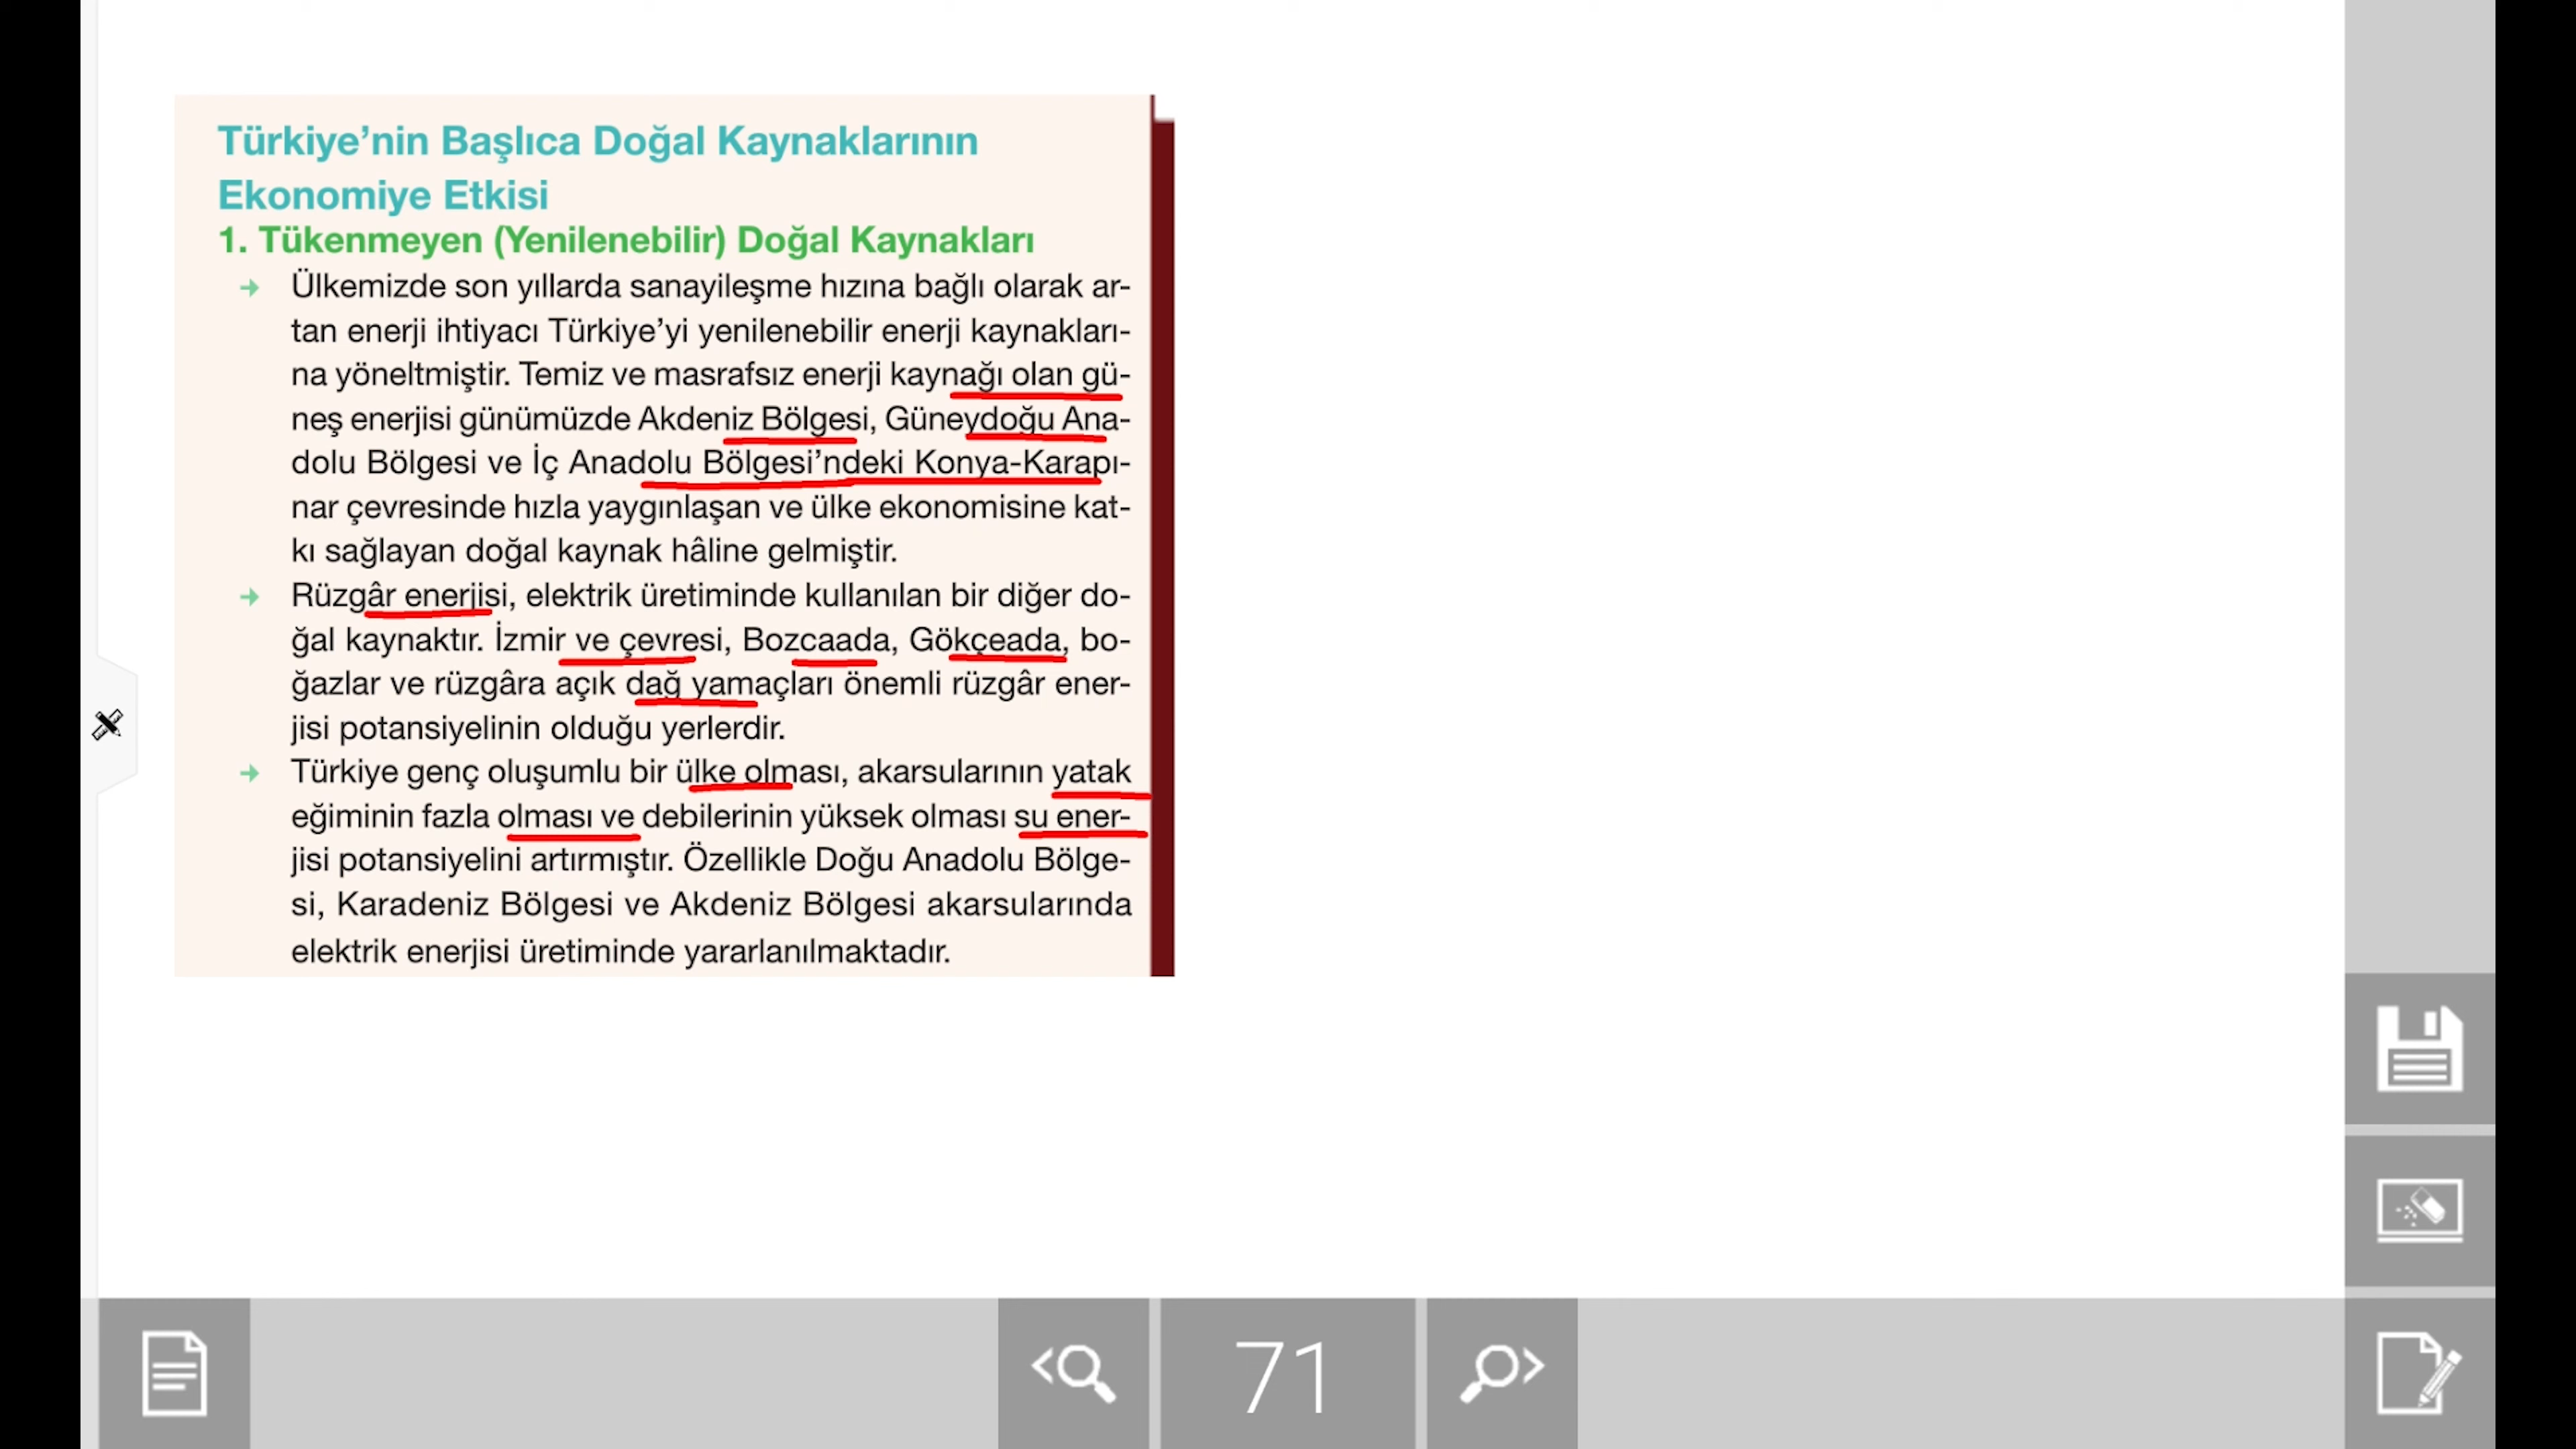 Türkiye'nin Başlıca Doğal Kaynaklarının
Ekonomiye Etkisi
1. Tükenmeyen (Yenilenebilir) Doğal Kaynakları
→ Ülkemizde son yıllarda sanayileşme hızına bağlı olarak ar-
tan enerji ihtiyacı Türkiye'yi yenilenebilir enerji kaynakları-
na yöneltmiştir. Temiz ve masrafsız enerji kaynağı olan gü-
neş enerjisi günümüzde Akdeniz Bölgesi, Güneydoğu Ana-
dolu Bölgesi ve İç Anadolu Bölgesi'ndeki Konya-Karapı-
nar çevresinde hızla yaygınlaşan ve ülke ekonomisine kat-
kı sağlayan doğal kaynak hâline gelmiştir.
→ Rüzgâr enerjisi, elektrik üretiminde kullanılan bir diğer do-
ğal kaynaktır. İzmir ve çevresi, Bozcaada, Gökçeada, bo-
ğazlar ve rüzgâra açık dağ yamaçları önemli rüzgâr ener-
jisi potansiyelinin olduğu yerlerdir.
→ Türkiye genç oluşumlu bir ülke olması, akarsularının yatak
eğiminin fazla olması ve debilerinin yüksek olması su ener-
jisi potansiyelini artırmıştır. Özellikle Doğu Anadolu Bölge-
si, Karadeniz Bölgesi ve Akdeniz Bölgesi akarsularında
elektrik enerjisi üretiminde yararlanılmaktadır.
71